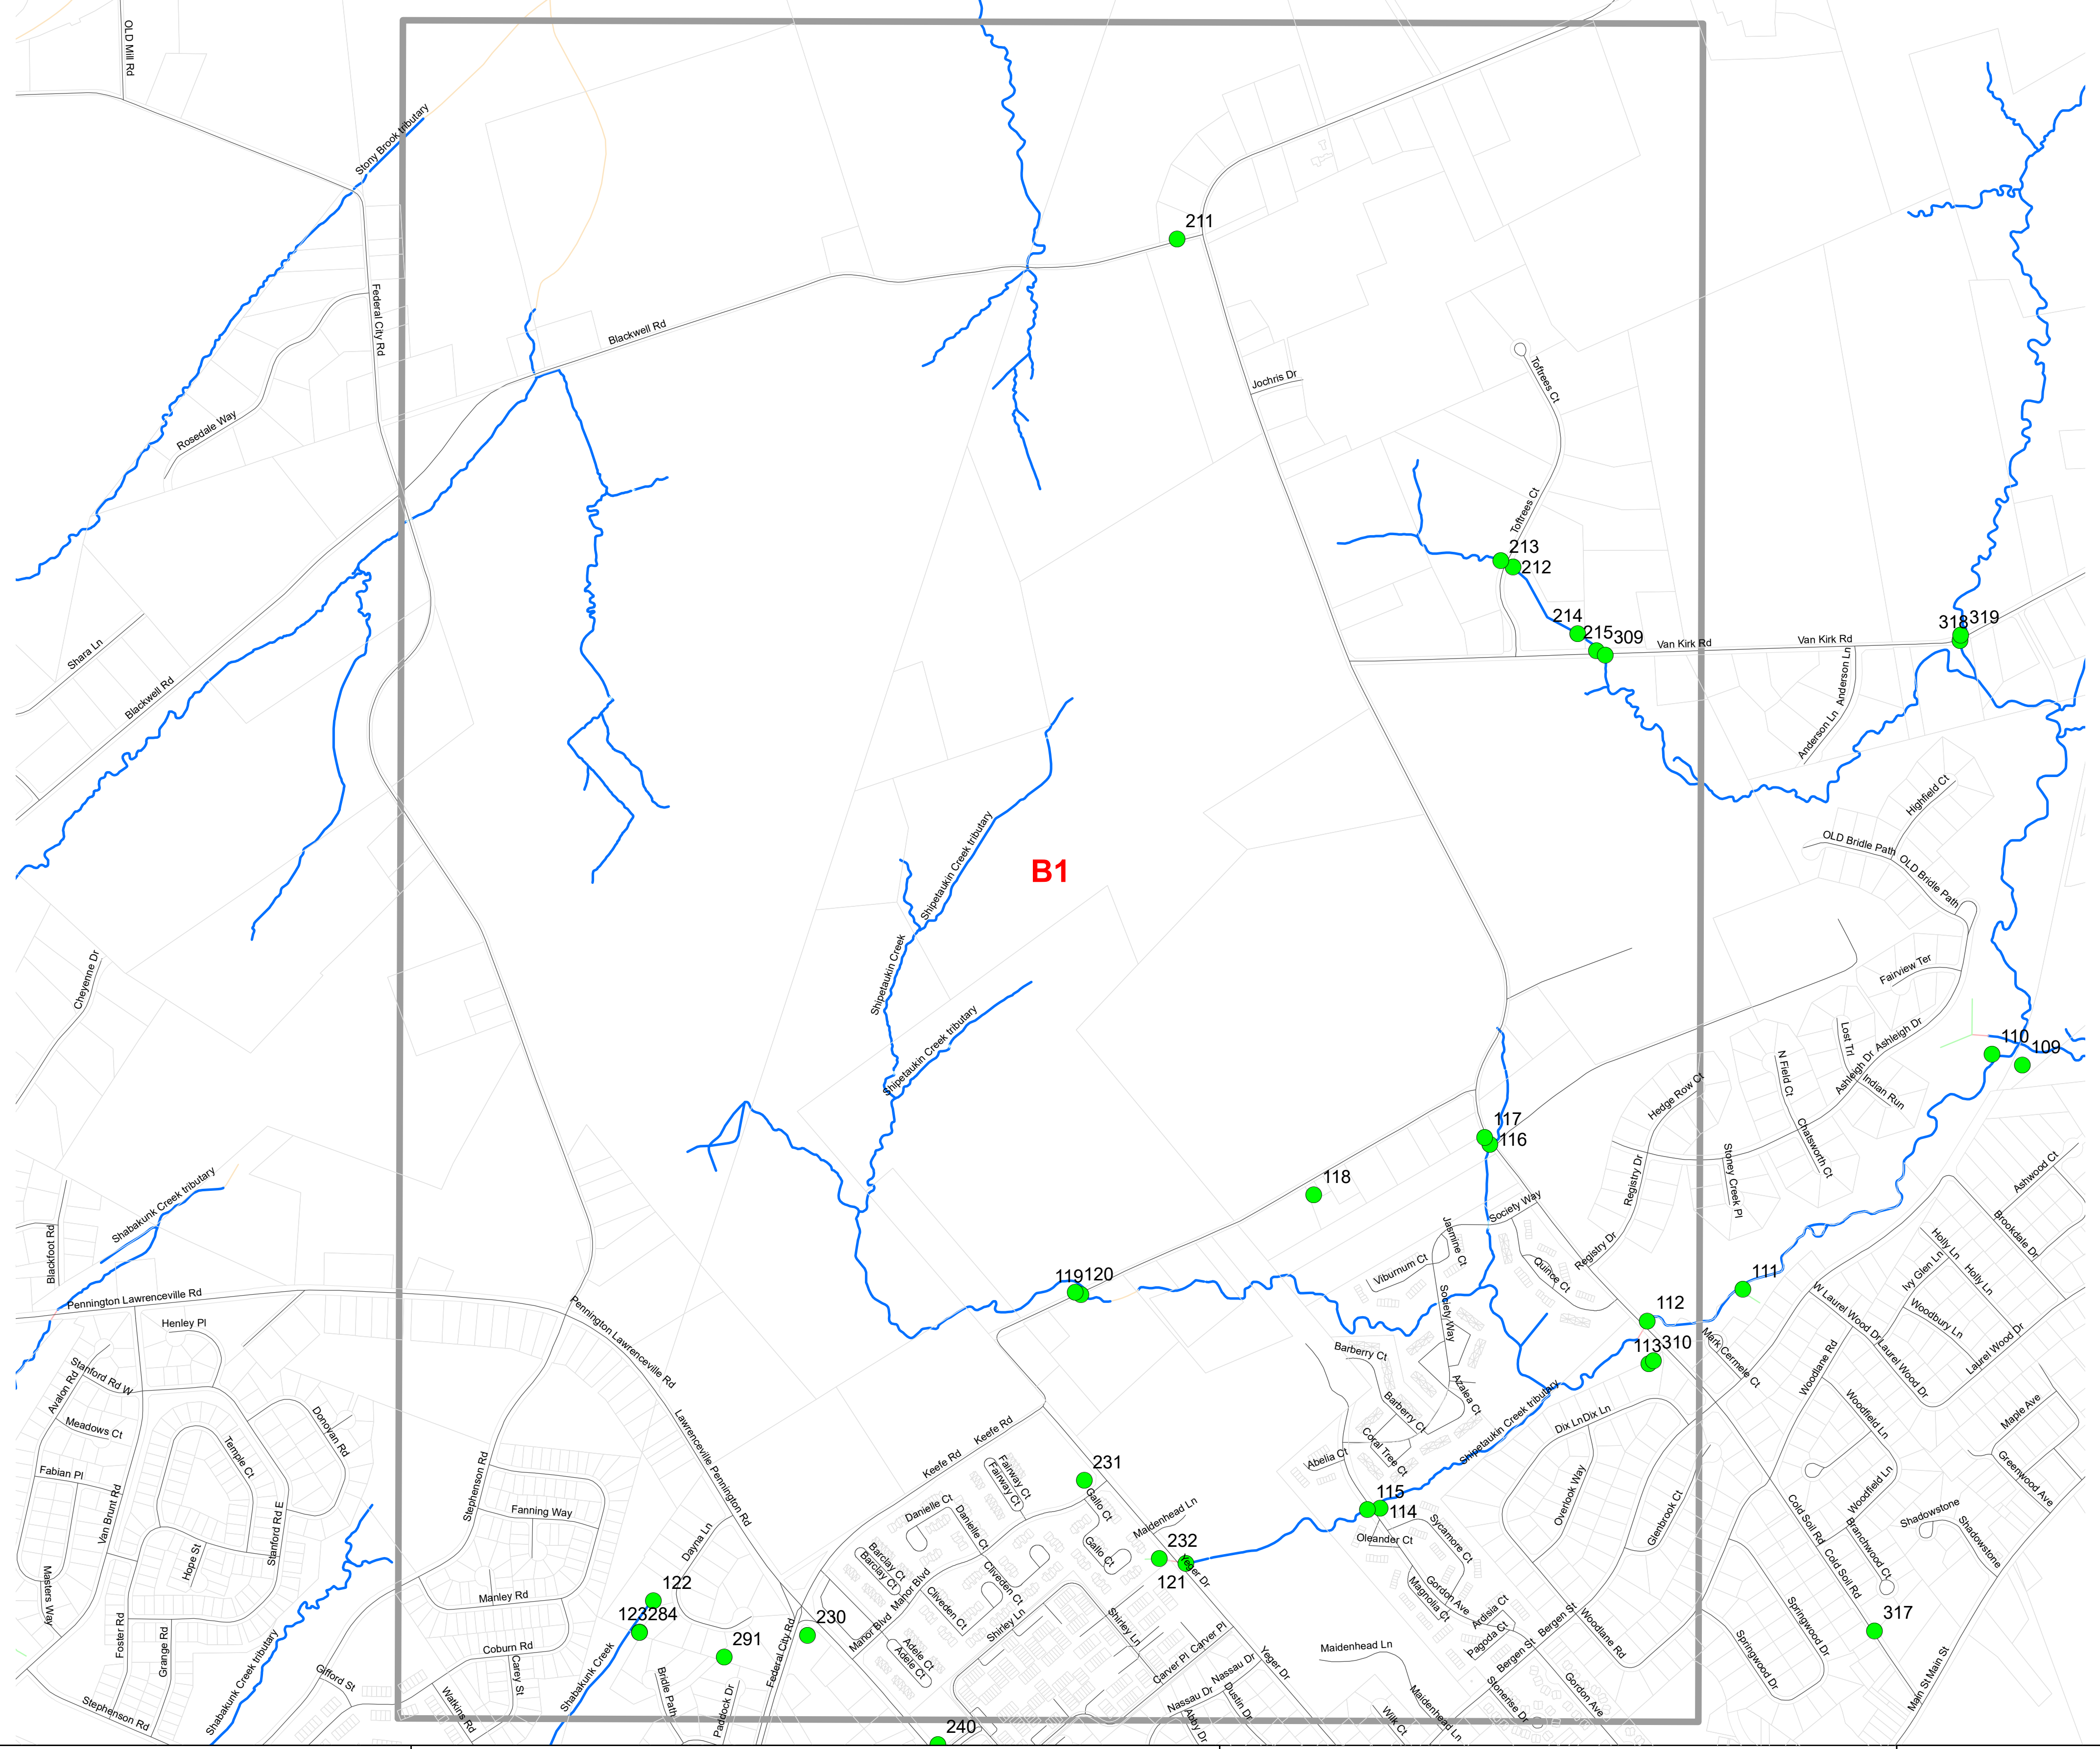 OLD Mill Rd
Stony Brook tributary
211
Federal City Rd
Blackwell Rd
Rosedale Way
Jochris Dr
Toftrees Ct
Toftrees Ct
213
212
214
215
309
318
319
Van Kirk Rd
Van Kirk Rd
Anderson Ln
Anderson Ln
Shara Ln
Blackwell Rd
Highfield Ct
OLD Bridle Path
OLD Bridle Path
Shipetaukin Creek tributary
B1
Shipetaukin Creek
Cheyenne Dr
Fairview Ter
Shipetaukin Creek tributary
Lost Trl
Ashleigh Dr
Ashleigh Dr
110
109
N Field Ct
Indian Run
Hedge Row Ct
117
116
Chatsworth Ct
Stoney Creek Pl
Registry Dr
118
Ashwood Ct
Shabakunk Creek tributary
Society Way
Jasmine Ct
Brookdale Dr
Blackfoot Rd
Registry Dr
Viburnum Ct
Quince Ct
Holly Ln
Holly Ln
Ivy Glen Ln
119
120
111
Pennington Lawrenceville Rd
Pennington Lawrenceville Rd
Society Way
112
W Laurel Wood Dr
Woodbury Ln
Henley Pl
113
310
Mark Cermele Ct
Laurel Wood Dr
Laurel Wood Dr
Barberry Ct
Woodlane Rd
Stanford Rd W
Avalon Rd
Azalea Ct
Barberry Ct
Shipetaukin Creek tributary
Woodfield Ln
Meadows Ct
Donovan Rd
Keefe Rd
Keefe Rd
Dix Ln
Dix Ln
Maple Ave
Temple Ct
Lawrenceville Pennington Rd
Coral Tree Ct
Abelia Ct
Fabian Pl
Stephenson Rd
Fairway Ct
Fairway Ct
231
Greenwood Ave
Van Brunt Rd
Fanning Way
Danielle Ct
Danielle Ct
Gallo Ct
Gallo Ct
Maidenhead Ln
115
114
Overlook Way
Glenbrook Ct
Woodfield Ln
Cold Soil Rd
Cold Soil Rd
Shadowstone
Shadowstone
Stanford Rd E
Dayna Ln
Oleander Ct
Sycamore Ct
Branchwood Ct
Hope St
Barclay Ct
Barclay Ct
232
121
Yeger Dr
Masters Way
122
Manley Rd
Manor Blvd
Manor Blvd
Cliveden Ct
Cliveden Ct
Magnolia Ct
Gordon Ave
Ardisia Ct
Bergen St
Bergen St
123
284
230
Shirley Ln
Shirley Ln
Pagoda Ct
Woodlane Rd
Springwood Dr
Springwood Dr
317
Foster Rd
Grange Rd
Shabakunk Creek tributary
Coburn Rd
Carey St
291
Federal City Rd
Adele Ct
Adele Ct
Carver Pl
Carver Pl
Maidenhead Ln
Maidenhead Ln
Nassau Dr
Nassau Dr
Yeger Dr
Gifford St
Shabakunk Creek
Bridle Path
Paddock Dr
Watkins Rd
Dustin Dr
Abby Dr
Wilk Ct
Stonerise Dr
Gordon Ave
Main St
Main St
Stephenson Rd
240